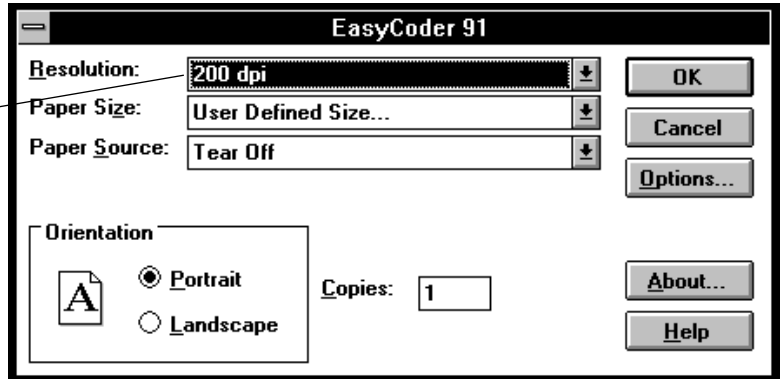 EasyCoder 91
Resolution: 200 dpi OK
Paper Size: User Defined Size... Cancel
Paper Source: Tear Off
Options...
Orientation
A Portrait Copies: 1 About...
Landscape Help